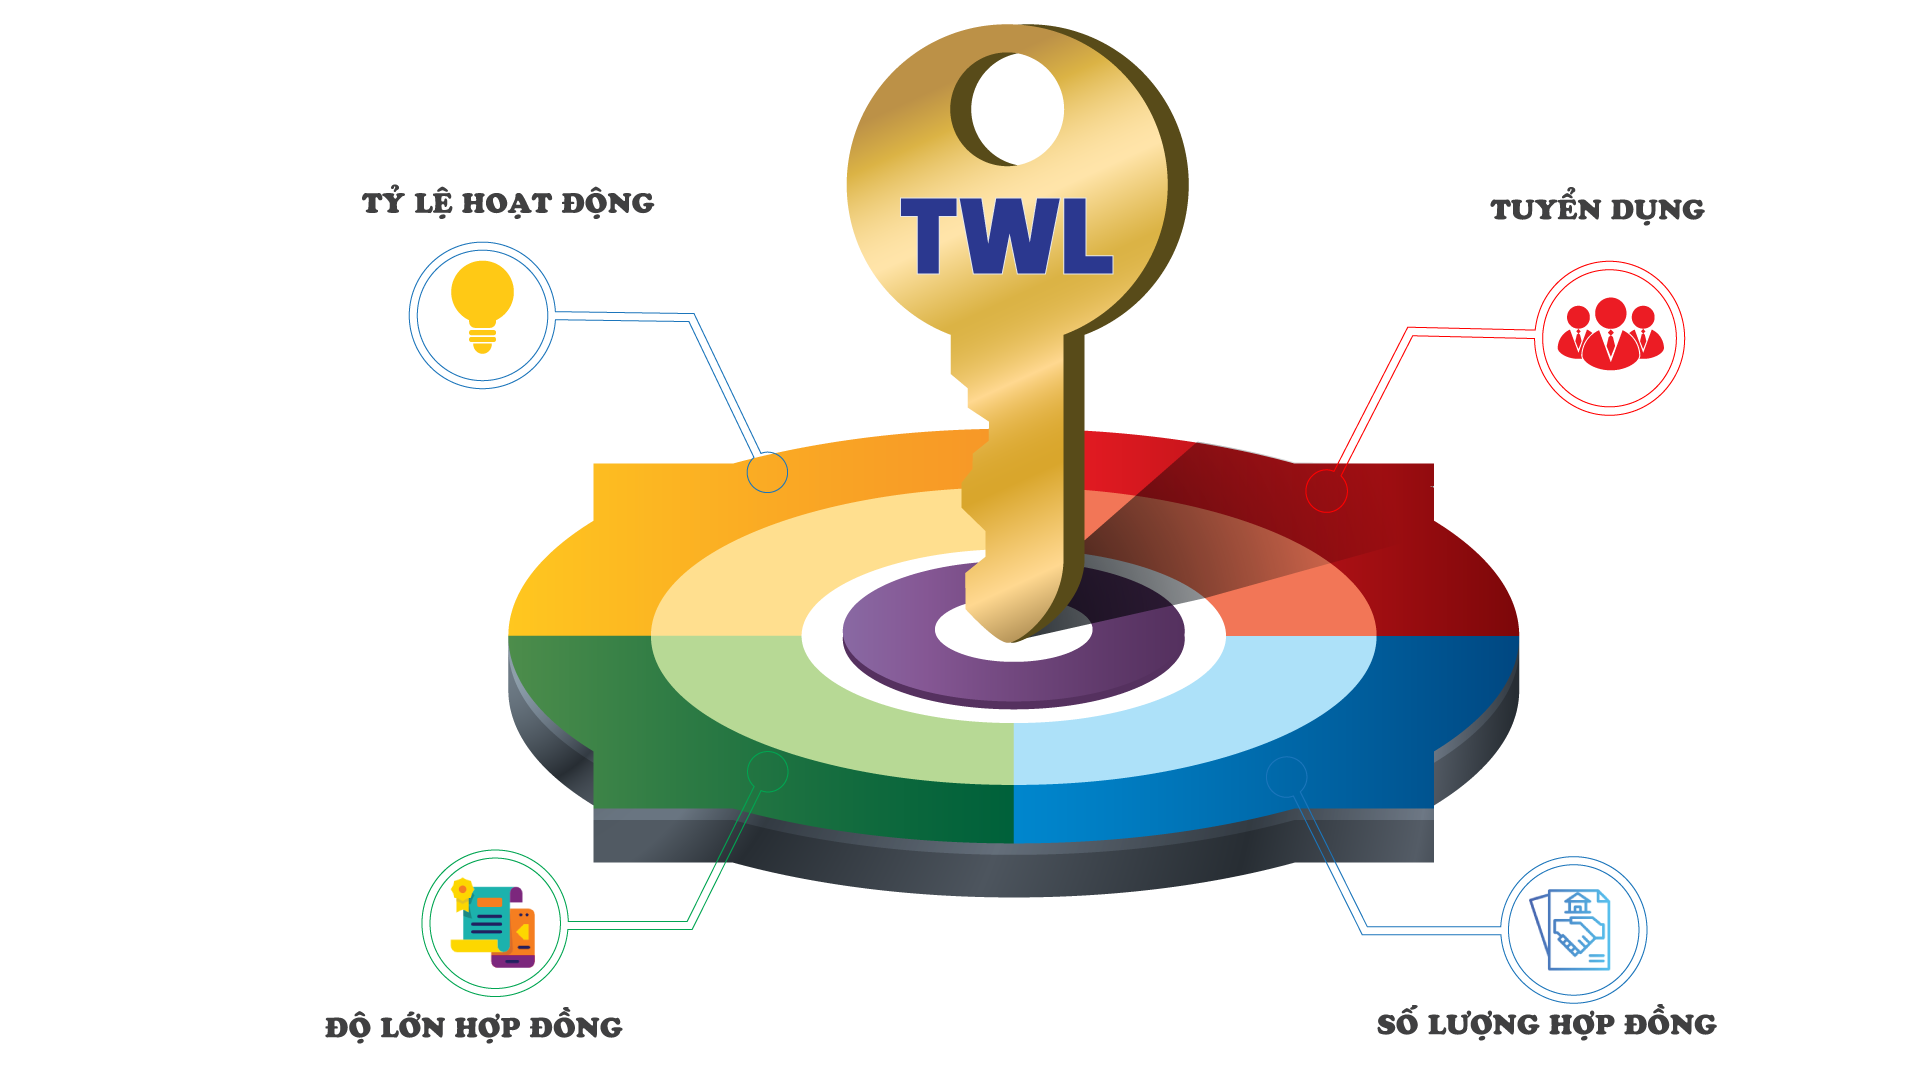 TWL
TỶ LỆ HOẠT ĐỘNG
TUYỂN DỤNG
ĐỘ LỚN HỢP ĐỒNG
SỐ LƯỢNG HỢP ĐỒNG